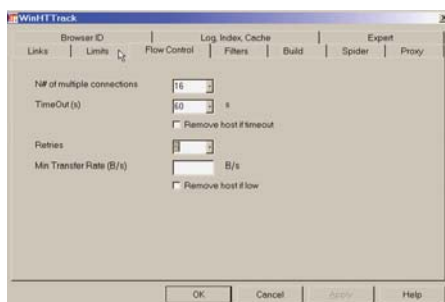 WinHTTrack
Browser ID Log, Index, Cache Expert
Links Limits Flow Control Filters Build Spider Proxy
N# of multiple connections 16
TimeOut (s) 60 s
Remove host if timeout
Retries
Min Transfer Rate (B/s) B/s
Remove host if low
OK Cancel Apply Help